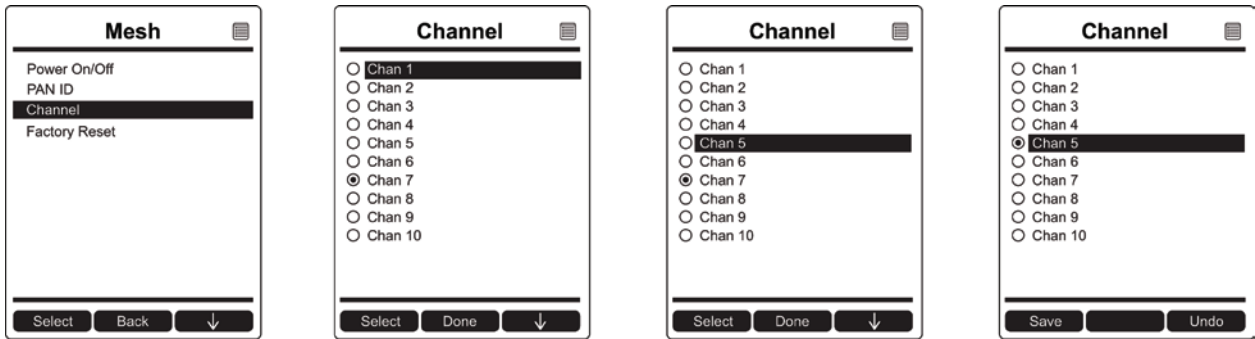 Mesh
Power On/Off
PAN ID
Channel
Factory Reset
Select Back ↓
Channel
Chan 1
Chan 2
Chan 3
Chan 4
Chan 5
Chan 6
Chan 7
Chan 8
Chan 9
Chan 10
Select Done ↓
Channel
Chan 1
Chan 2
Chan 3
Chan 4
Chan 5
Chan 6
Chan 7
Chan 8
Chan 9
Chan 10
Select Done ↓
Channel
Chan 1
Chan 2
Chan 3
Chan 4
Chan 5
Chan 6
Chan 7
Chan 8
Chan 9
Chan 10
Save Undo